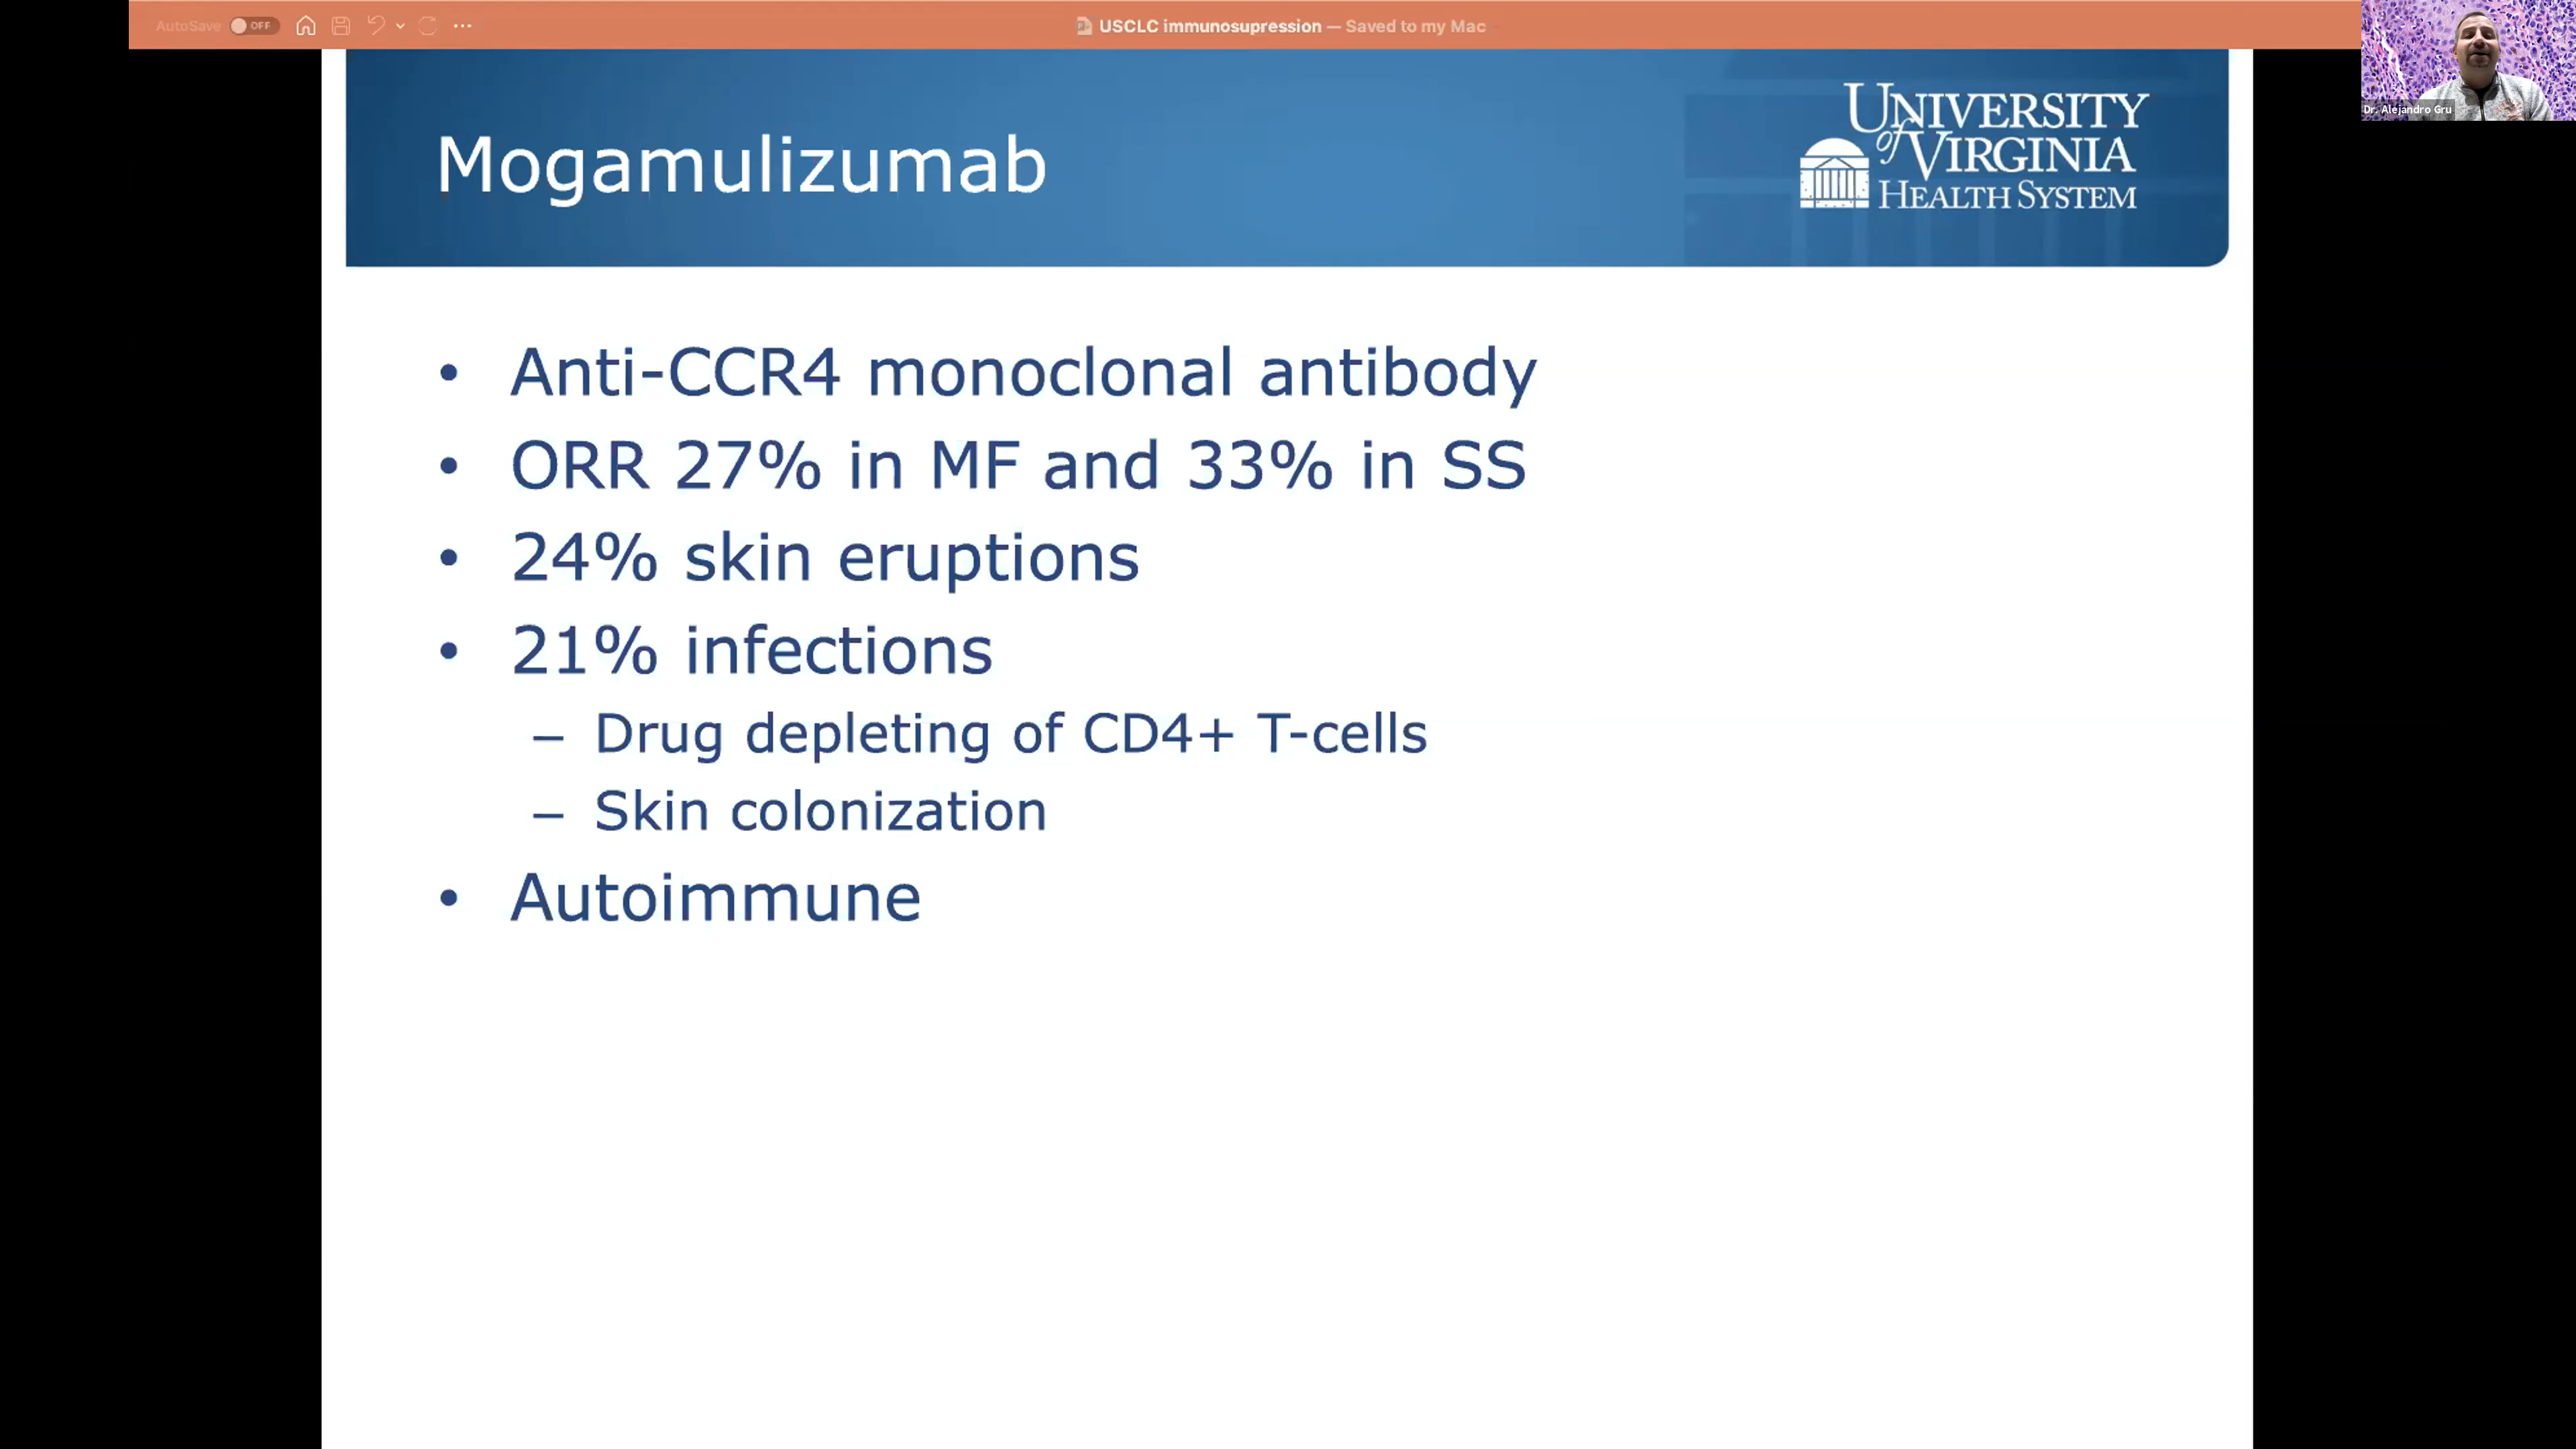 AutoSave OFF USCLC immunosupression — Saved to my Mac
Dr. Alejandro Gru
Mogamulizumab
UNIVERSITY
of VIRGINIA
HEALTH SYSTEM
• Anti-CCR4 monoclonal antibody
• ORR 27% in MF and 33% in SS
• 24% skin eruptions
• 21% infections
– Drug depleting of CD4+ T-cells
– Skin colonization
• Autoimmune